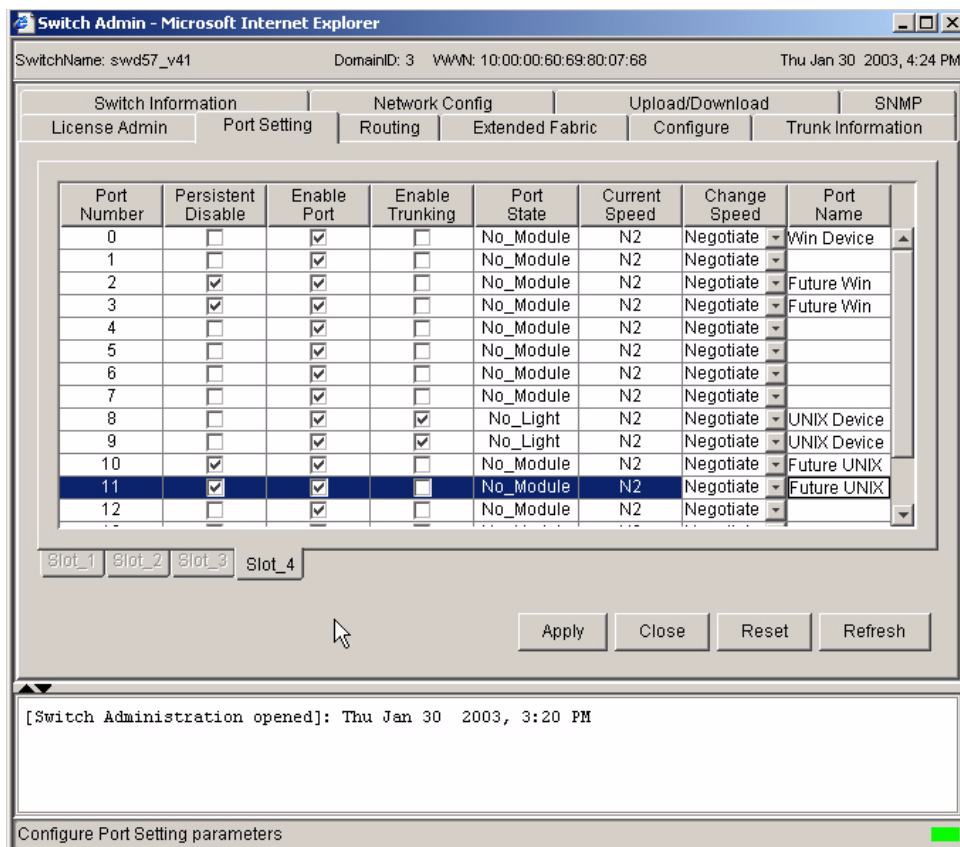 Switch Admin - Microsoft Internet Explorer
SwitchName: swd57_v41 DomainID: 3 WWN: 10:00:00:60:69:80:07:68 Thu Jan 30 2003, 4:24 PM
Switch Information Network Config Upload/Download SNMP
License Admin Port Setting Routing Extended Fabric Configure Trunk Information
Port Number Persistent Disable Enable Port Enable Trunking Port State Current Speed Change Speed Port Name
0 No_Module N2 Negotiate Win Device
1 No_Module N2 Negotiate
2 No_Module N2 Negotiate Future Win
3 No_Module N2 Negotiate Future Win
4 No_Module N2 Negotiate
5 No_Module N2 Negotiate
6 No_Module N2 Negotiate
7 No_Module N2 Negotiate
8 No_Light N2 Negotiate UNIX Device
9 No_Light N2 Negotiate UNIX Device
10 No_Module N2 Negotiate Future UNIX
11 No_Module N2 Negotiate Future UNIX
12 No_Module N2 Negotiate
Slot_1 Slot_2 Slot_3 Slot_4
Apply Close Reset Refresh
[Switch Administration opened]: Thu Jan 30 2003, 3:20 PM
Configure Port Setting parameters